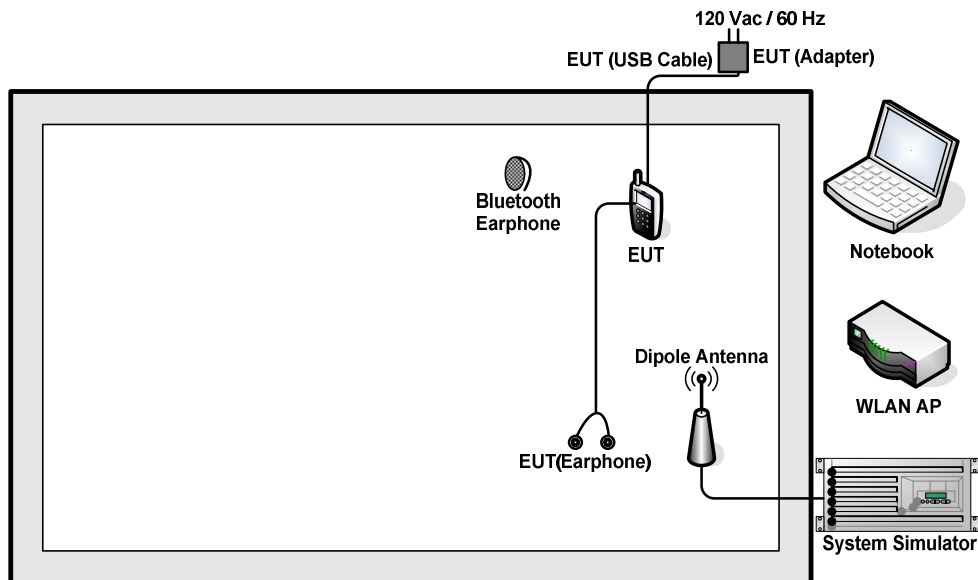 120 Vac / 60 Hz
EUT (USB Cable)
EUT (Adapter)
Bluetooth
Earphone
EUT
Notebook
Dipole Antenna
WLAN AP
EUT(Earphone)
System Simulator